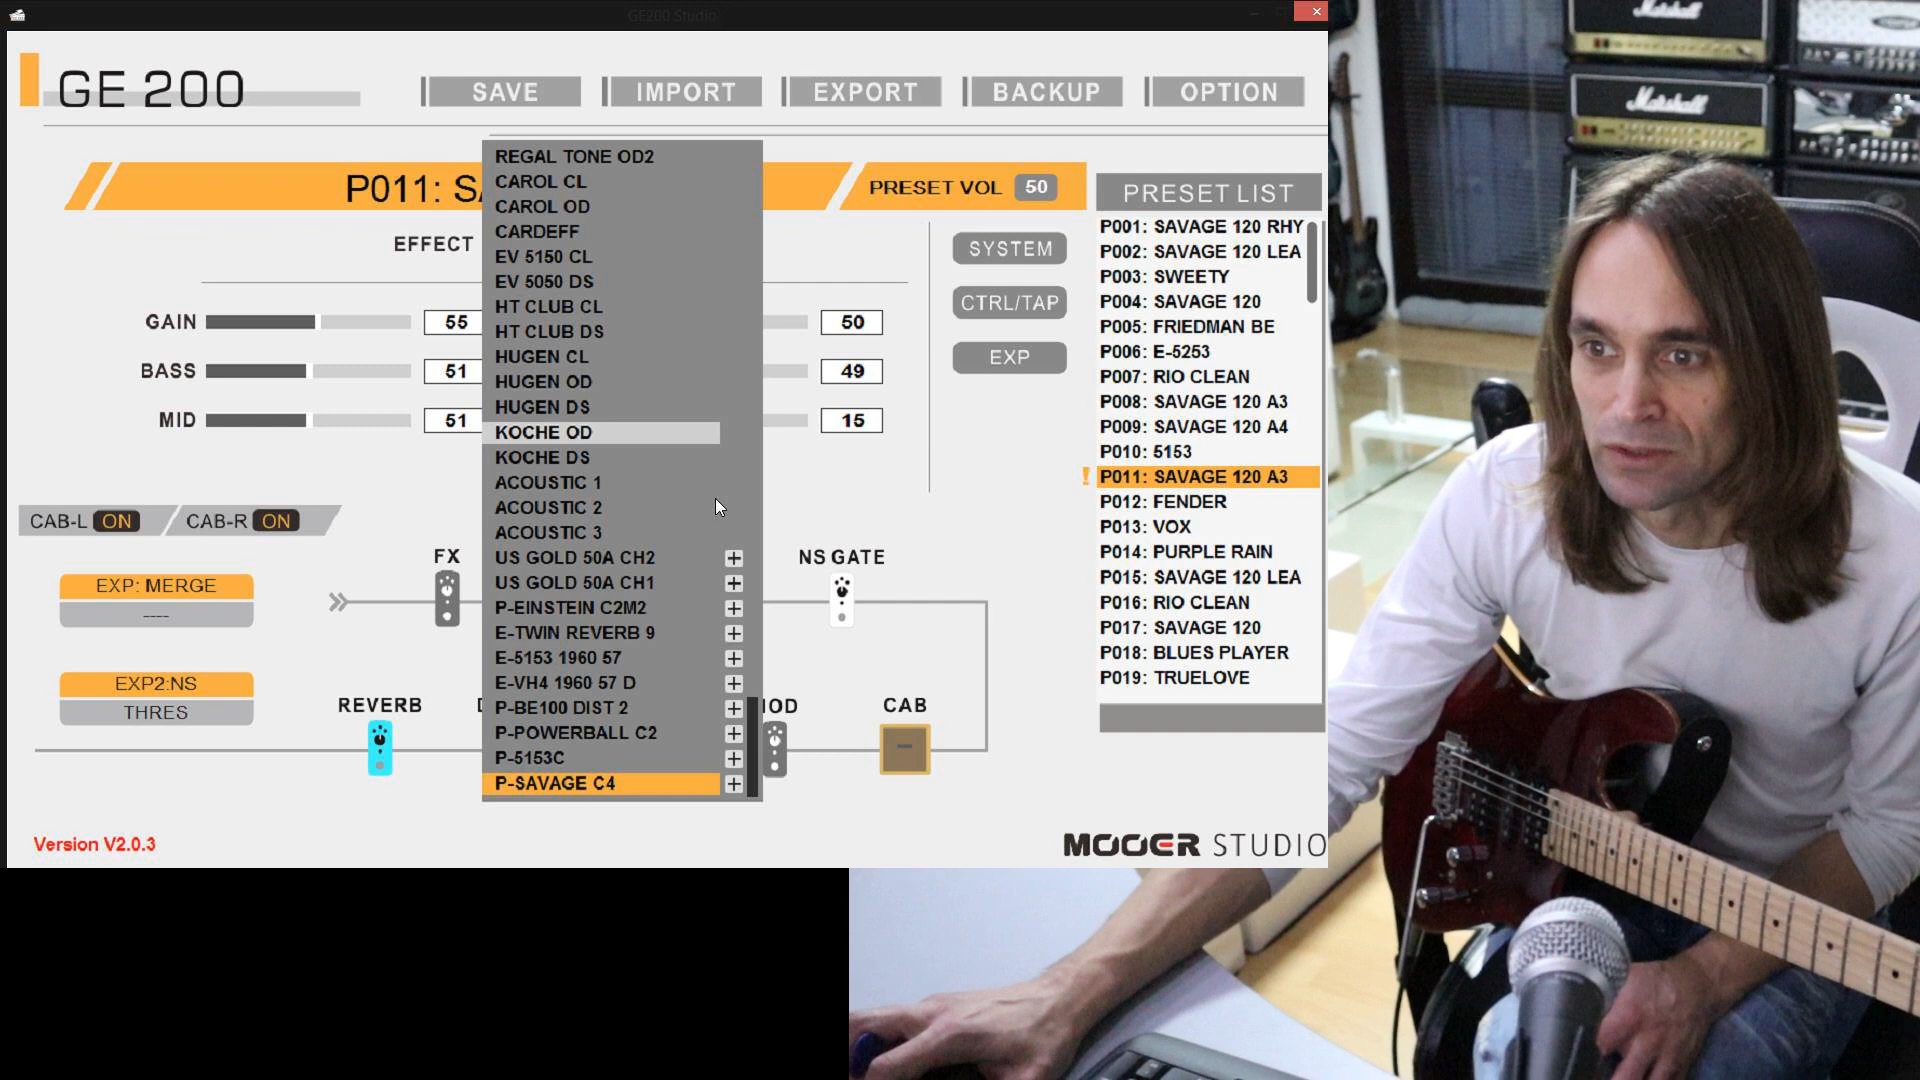 GE200 Studio
GE 200
SAVE
IMPORT
EXPORT
BACKUP
OPTION
P011: SA
PRESET VOL 50
EFFECT
GAIN 55
BASS 51
MID 51
50
49
15
REGAL TONE OD2
CAROL CL
CAROL OD
CARDEFF
EV 5150 CL
EV 5050 DS
HT CLUB CL
HT CLUB DS
HUGEN CL
HUGEN OD
HUGEN DS
KOCHE OD
KOCHE DS
ACOUSTIC 1
ACOUSTIC 2
ACOUSTIC 3
US GOLD 50A CH2
US GOLD 50A CH1
P-EINSTEIN C2M2
E-TWIN REVERB 9
E-5153 1960 57
E-VH4 1960 57 D
P-BE100 DIST 2
P-POWERBALL C2
P-5153C
P-SAVAGE C4
SYSTEM
CTRL/TAP
EXP
PRESET LIST
P001: SAVAGE 120 RHY
P002: SAVAGE 120 LEA
P003: SWEETY
P004: SAVAGE 120
P005: FRIEDMAN BE
P006: E-5253
P007: RIO CLEAN
P008: SAVAGE 120 A3
P009: SAVAGE 120 A4
P010: 5153
! P011: SAVAGE 120 A3
P012: FENDER
P013: VOX
P014: PURPLE RAIN
P015: SAVAGE 120 LEA
P016: RIO CLEAN
P017: SAVAGE 120
P018: BLUES PLAYER
P019: TRUELOVE
CAB-L ON
CAB-R ON
EXP: MERGE
----
EXP2:NS
THRES
FX
NS GATE
REVERB
D
MOD
CAB
Version V2.0.3
MOOER STUDIO
Marshall
Marshall